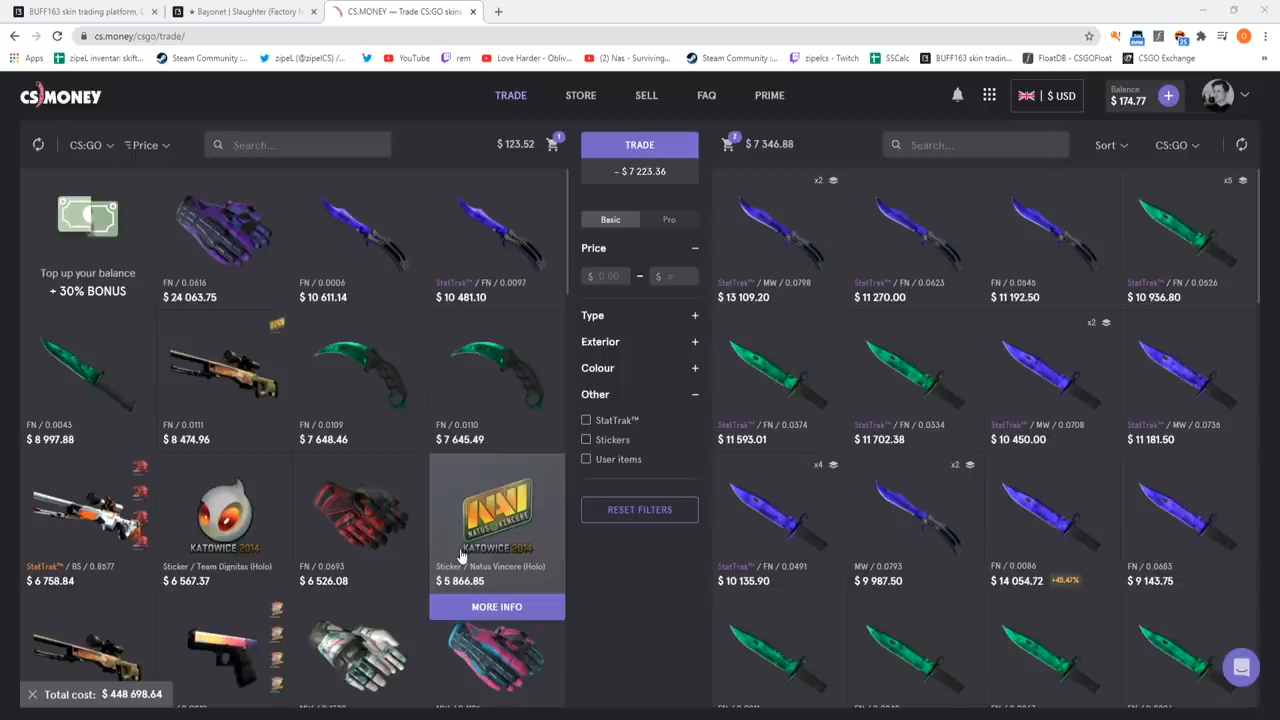 BUFF163 skin trading platform, C
★ Bayonet | Slaughter (Factory N
CS.MONEY — Trade CS:GO skins
cs.money/csgo/trade/
Apps
zipeL inventar: skift...
Steam Community :...
zipeL (@zipelCS) /...
YouTube
rem
Love Harder - Obliv...
(2) Nas - Surviving...
Steam Community :...
zipelcs - Twitch
SSCalc
BUFF163 skin tradin...
FloatDB - CSGOFloat
CSGO Exchange
CS MONEY
TRADE
STORE
SELL
FAQ
PRIME
$ USD
Balance
$ 174.77
CS:GO
Price
Search...
$ 123.52
1
TRADE
- $ 7 223.36
2
$ 7 346.88
Search...
Sort
CS:GO
Top up your balance
+ 30% BONUS
FN / 0.0616
$ 24 063.75
FN / 0.0006
$ 10 611.14
StatTrak™ / FN / 0.0097
$ 10 481.10
FN / 0.0043
$ 8 997.88
FN / 0.0111
$ 8 474.96
FN / 0.0109
$ 7 648.46
FN / 0.0110
$ 7 645.49
StatTrak™ / BS / 0.8577
$ 6 758.84
KATOWICE 2014
Sticker / Team Dignitas (Holo)
$ 6 567.37
FN / 0.0693
$ 6 526.08
NAVI
NATUS VINCERE
KATOWICE 2014
Sticker / Natus Vincere (Holo)
$ 5 866.85
MORE INFO
Total cost: $ 448 698.64
Basic
Pro
Price
$ 0.00
$ ∞
Type
Exterior
Colour
Other
StatTrak™
Stickers
User items
RESET FILTERS
x2
StatTrak™ / MW / 0.0798
$ 13 109.20
StatTrak™ / FN / 0.0623
$ 11 270.00
FN / 0.0545
$ 11 192.50
x5
StatTrak™ / FN / 0.0526
$ 10 936.80
StatTrak™ / FN / 0.0374
$ 11 593.01
StatTrak™ / FN / 0.0334
$ 11 702.38
x2
StatTrak™ / MW / 0.0708
$ 10 450.00
StatTrak™ / MW / 0.0736
$ 11 181.50
x4
StatTrak™ / FN / 0.0491
$ 10 135.90
x2
MW / 0.0793
$ 9 987.50
FN / 0.0086
$ 14 054.72
+45.47%
FN / 0.0683
$ 9 143.75